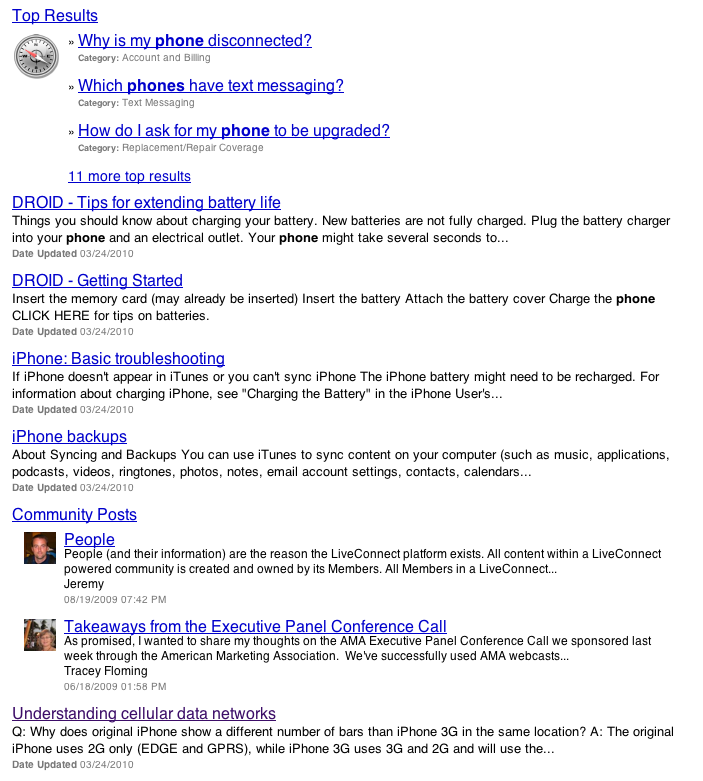 Top Results
» Why is my phone disconnected?
Category: Account and Billing
» Which phones have text messaging?
Category: Text Messaging
» How do I ask for my phone to be upgraded?
Category: Replacement/Repair Coverage
11 more top results
DROID - Tips for extending battery life
Things you should know about charging your battery. New batteries are not fully charged. Plug the battery charger
into your phone and an electrical outlet. Your phone might take several seconds to...
Date Updated 03/24/2010
DROID - Getting Started
Insert the memory card (may already be inserted) Insert the battery Attach the battery cover Charge the phone
CLICK HERE for tips on batteries.
Date Updated 03/24/2010
iPhone: Basic troubleshooting
If iPhone doesn't appear in iTunes or you can't sync iPhone The iPhone battery might need to be recharged. For
information about charging iPhone, see "Charging the Battery" in the iPhone User's...
Date Updated 03/24/2010
iPhone backups
About Syncing and Backups You can use iTunes to sync content on your computer (such as music, applications,
podcasts, videos, ringtones, photos, notes, email account settings, contacts, calendars...
Date Updated 03/24/2010
Community Posts
People
People (and their information) are the reason the LiveConnect platform exists. All content within a LiveConnect
powered community is created and owned by its Members. All Members in a LiveConnect...
Jeremy
08/19/2009 07:42 PM
Takeaways from the Executive Panel Conference Call
As promised, I wanted to share my thoughts on the AMA Executive Panel Conference Call we sponsored last
week through the American Marketing Association. We've successfully used AMA webcasts...
Tracey Floming
06/18/2009 01:58 PM
Understanding cellular data networks
Q: Why does original iPhone show a different number of bars than iPhone 3G in the same location? A: The original
iPhone uses 2G only (EDGE and GPRS), while iPhone 3G uses 3G and 2G and will use the...
Date Updated 03/24/2010